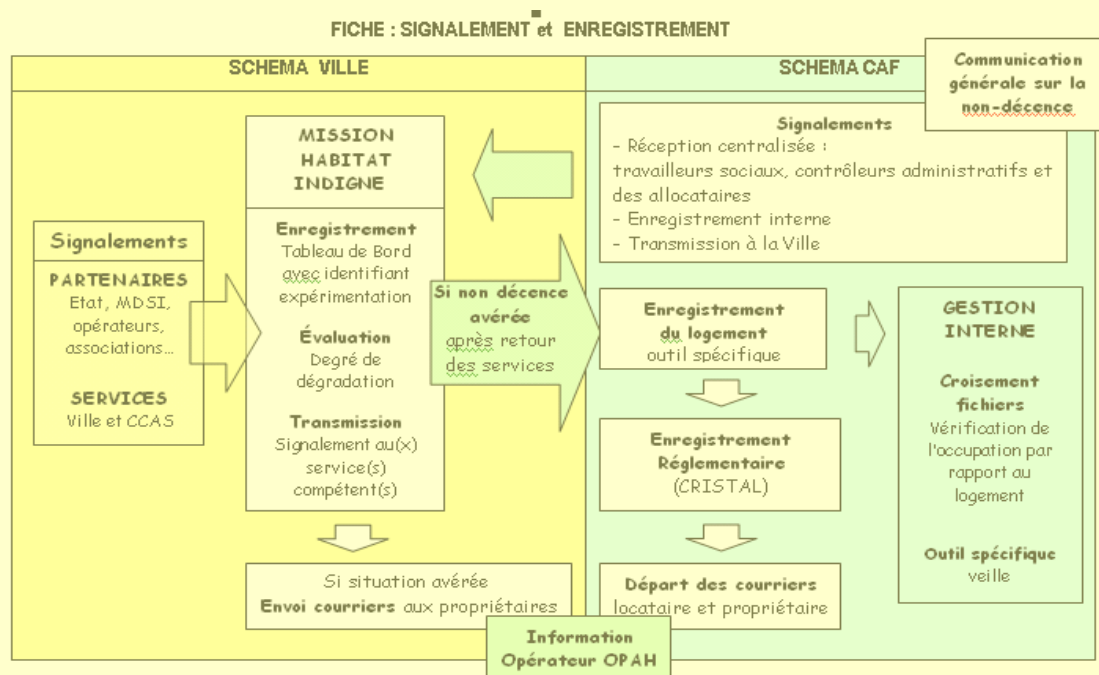 FICHE : SIGNALEMENT et ENREGISTREMENT
SCHEMA VILLE
SCHEMA CAF
Communication
générale sur la
non-décence
Signalements
PARTENAIRES
Etat, MDSI,
opérateurs,
associations...
SERVICES
Ville et CCAS
MISSION
HABITAT
INDIGNE
Enregistrement
Tableau de Bord
avec identifiant
expérimentation
Évaluation
Degré de
dégradation
Transmission
Signalement au(x)
service(s)
compétent(s)
Si situation avérée
Envoi courriers aux propriétaires
Si non décence
avérée
après retour
des services
Signalements
- Réception centralisée :
travailleurs sociaux, contrôleurs administratifs et
des allocataires
- Enregistrement interne
- Transmission à la Ville
Enregistrement
du logement
outil spécifique
Enregistrement
Réglementaire
(CRISTAL)
Départ des courriers
locataire et propriétaire
GESTION
INTERNE
Croisement
fichiers
Vérification de
l'occupation par
rapport au
logement
Outil spécifique
veille
Information
Opérateur OPAH